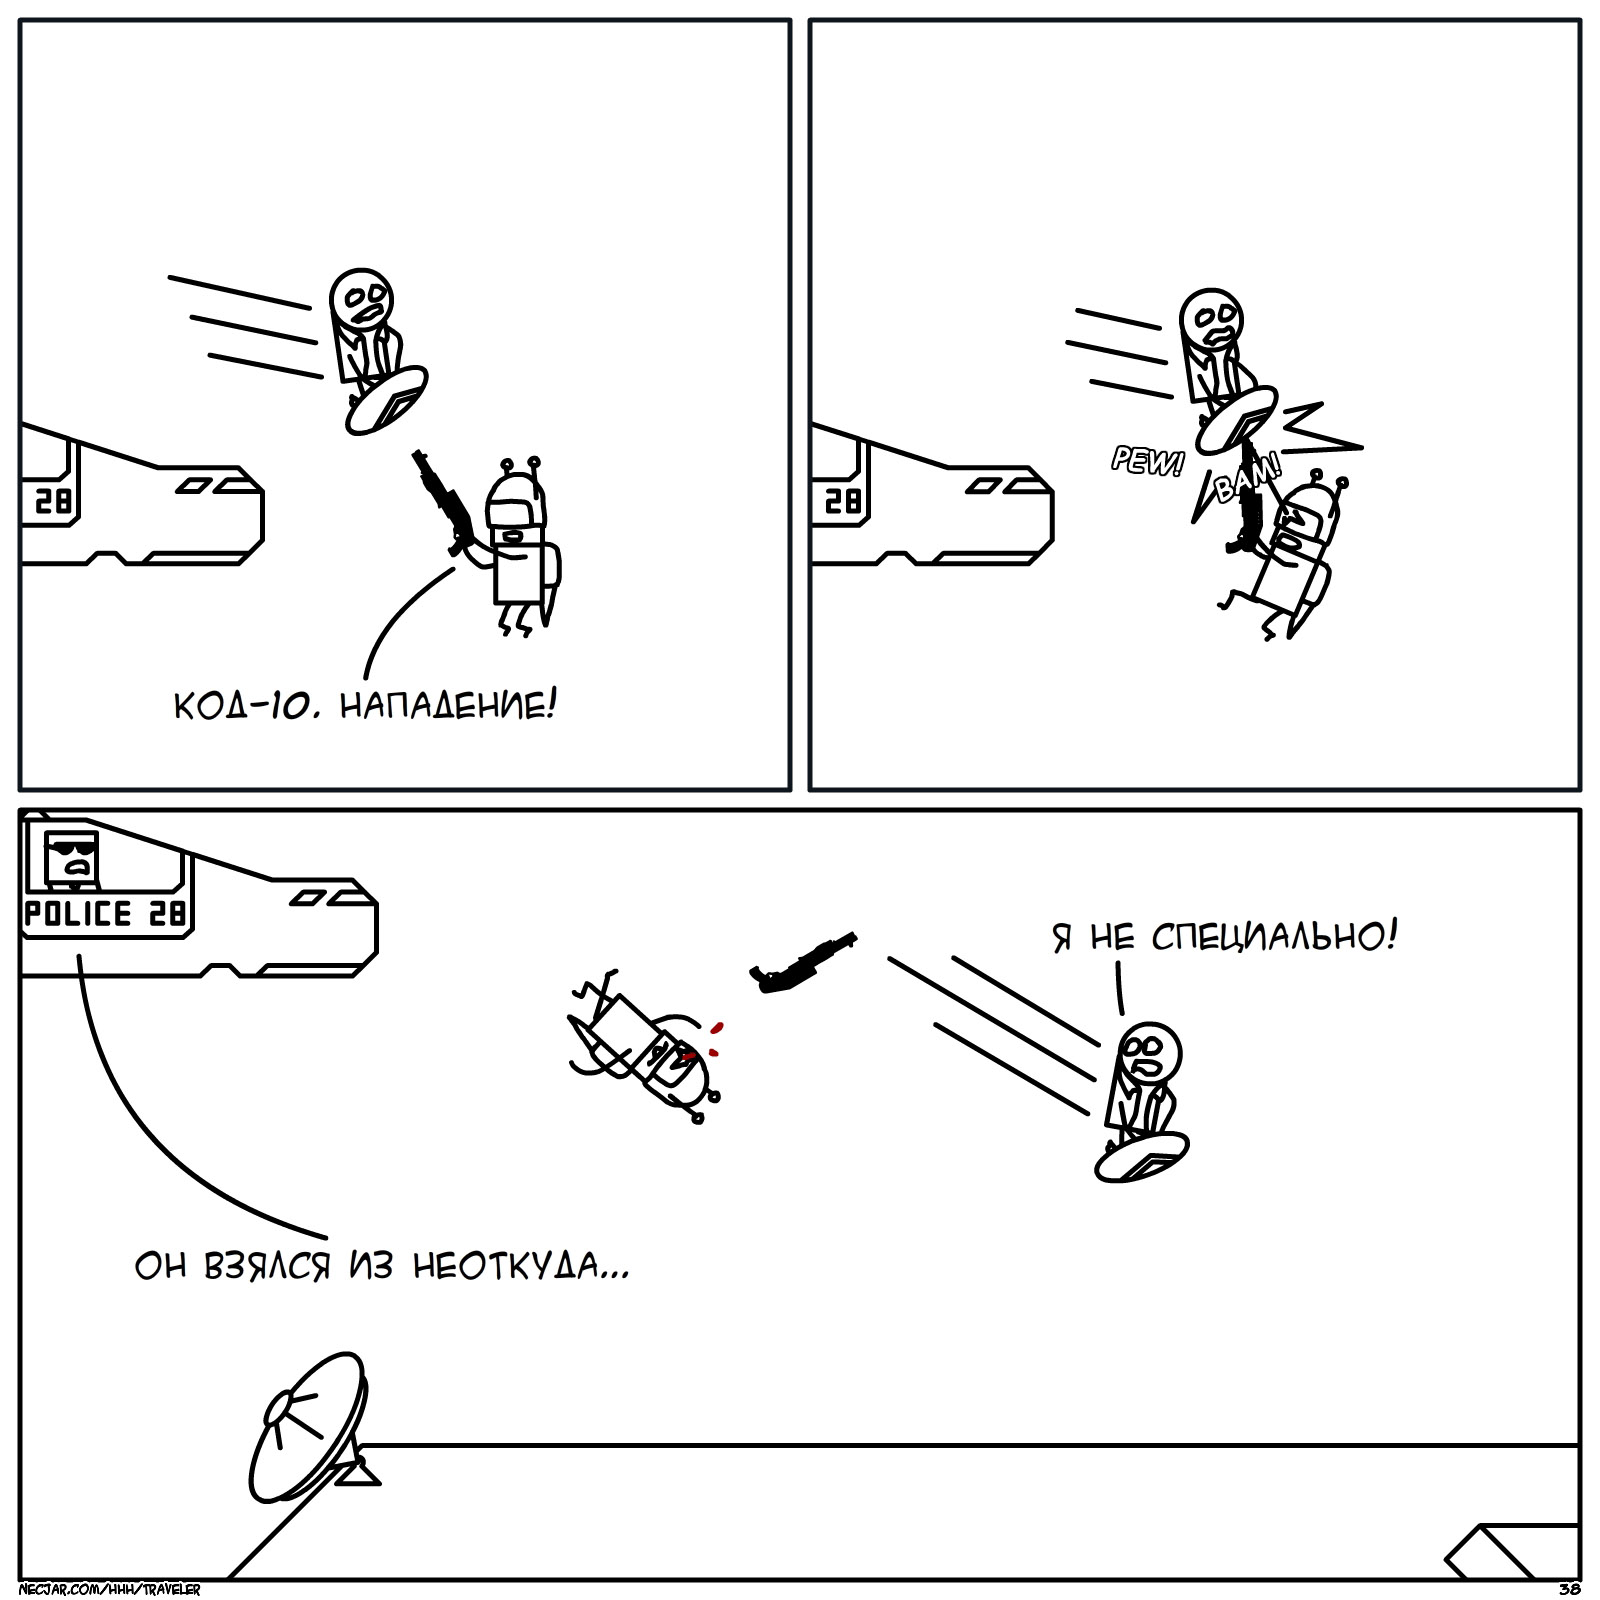 28
КОД-10. НАПАДЕНИЕ!
28
PEW!
BAM!
POLICE 28
Я НЕ СПЕЦИАЛЬНО!
ОН ВЗЯЛСЯ ИЗ НЕОТКУДА...
NECJAR.COM/HHH/TRAVELER
38